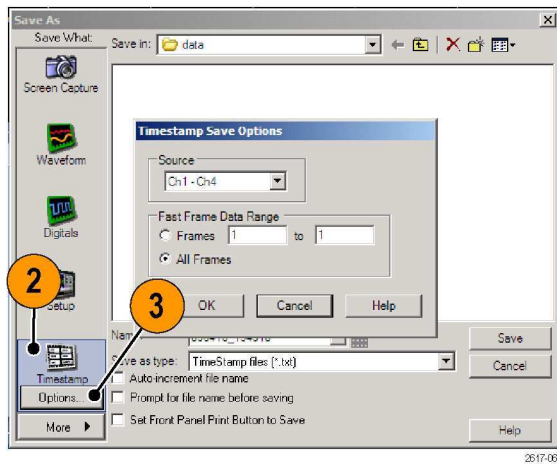 Save As
Save What:
Save in: data
Screen Capture
Waveform
Digitals
Setup
Timestamp
Options...
More
Timestamp Save Options
Source
Ch1 - Ch4
Fast Frame Data Range
Frames 1 to 1
All Frames
OK Cancel Help
2
3
Save
Save as type: TimeStamp files (*.txt)
Cancel
Auto-increment file name
Prompt for file name before saving
Set Front Panel Print Button to Save
Help
2617-06